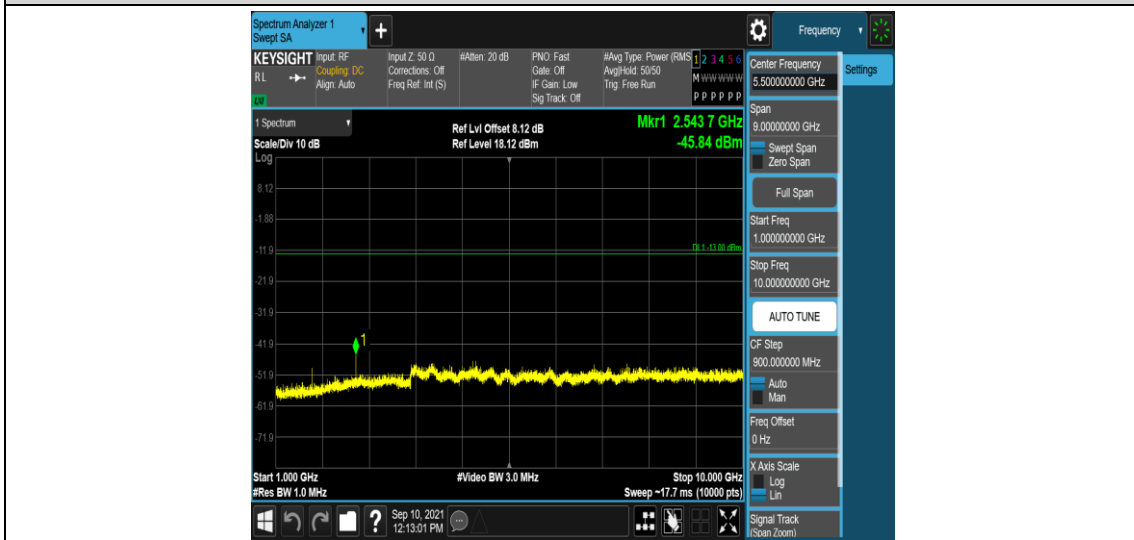 Spectrum Analyzer 1
Swept SA
Frequency
KEYSIGHT
RL
LXI
Input: RF
Coupling: DC
Align: Auto
Input Z: 50 Ω
Corrections: Off
Freq Ref: Int (S)
#Atten: 20 dB
PNO: Fast
Gate: Off
IF Gain: Low
Sig Track: Off
#Avg Type: Power (RMS
Avg|Hold: 50/50
Trig: Free Run
1 2 3 4 5 6
M W W W W W
P P P P P P
1 Spectrum
Scale/Div 10 dB
Log
Ref Lvl Offset 8.12 dB
Ref Level 18.12 dBm
Mkr1 2.543 7 GHz
-45.84 dBm
8.12
-1.88
-11.9
DL1 -13.00 dBm
-21.9
-31.9
-41.9
1
-51.9
-61.9
-71.9
Start 1.000 GHz
#Video BW 3.0 MHz
Stop 10.000 GHz
#Res BW 1.0 MHz
Sweep ~17.7 ms (10000 pts)
Sep 10, 2021
12:13:01 PM
Center Frequency
5.500000000 GHz
Settings
Span
9.00000000 GHz
Swept Span
Zero Span
Full Span
Start Freq
1.000000000 GHz
Stop Freq
10.000000000 GHz
AUTO TUNE
CF Step
900.000000 MHz
Auto
Man
Freq Offset
0 Hz
X Axis Scale
Log
Lin
Signal Track
(Span Zoom)